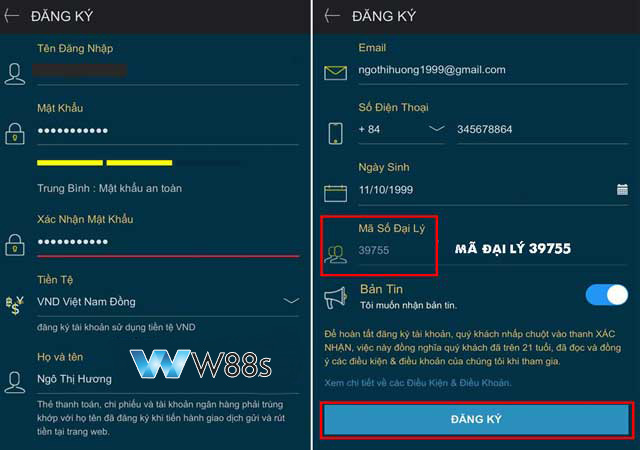 ĐĂNG KÝ
Tên Đăng Nhập
Mật Khẩu
•••••••••••
Trung Bình : Mật khẩu an toàn
Xác Nhận Mật Khẩu
•••••••••••
Tiền Tệ
VND Việt Nam Đồng
đăng ký tài khoản sử dụng tiền tệ VND
Họ và tên
W88s
Ngô Thị Hương
Thẻ thanh toán, chi phiếu và tài khoản ngân hàng phải trùng
khớp với họ tên đã đăng ký khi tiến hành giao dịch gửi và rút
tiền tại trang web.
ĐĂNG KÝ
Email
ngothihuong1999@gmail.com
Số Điện Thoại
+ 84 345678864
Ngày Sinh
11/10/1999
Mã Số Đại Lý
39755
MÃ ĐẠI LÝ 39755
Bản Tin
Tôi muốn nhận bản tin.
Để hoàn tất đăng ký tài khoản, quý khách nhấp chuột vào thanh XÁC
NHẬN, việc này đồng nghĩa quý khách đã trên 21 tuổi, đã đọc và đồng
ý các điều kiện & điều khoản của chúng tôi khi tham gia.
Xem chi tiết về các Điều Kiện & Điều Khoản.
ĐĂNG KÝ